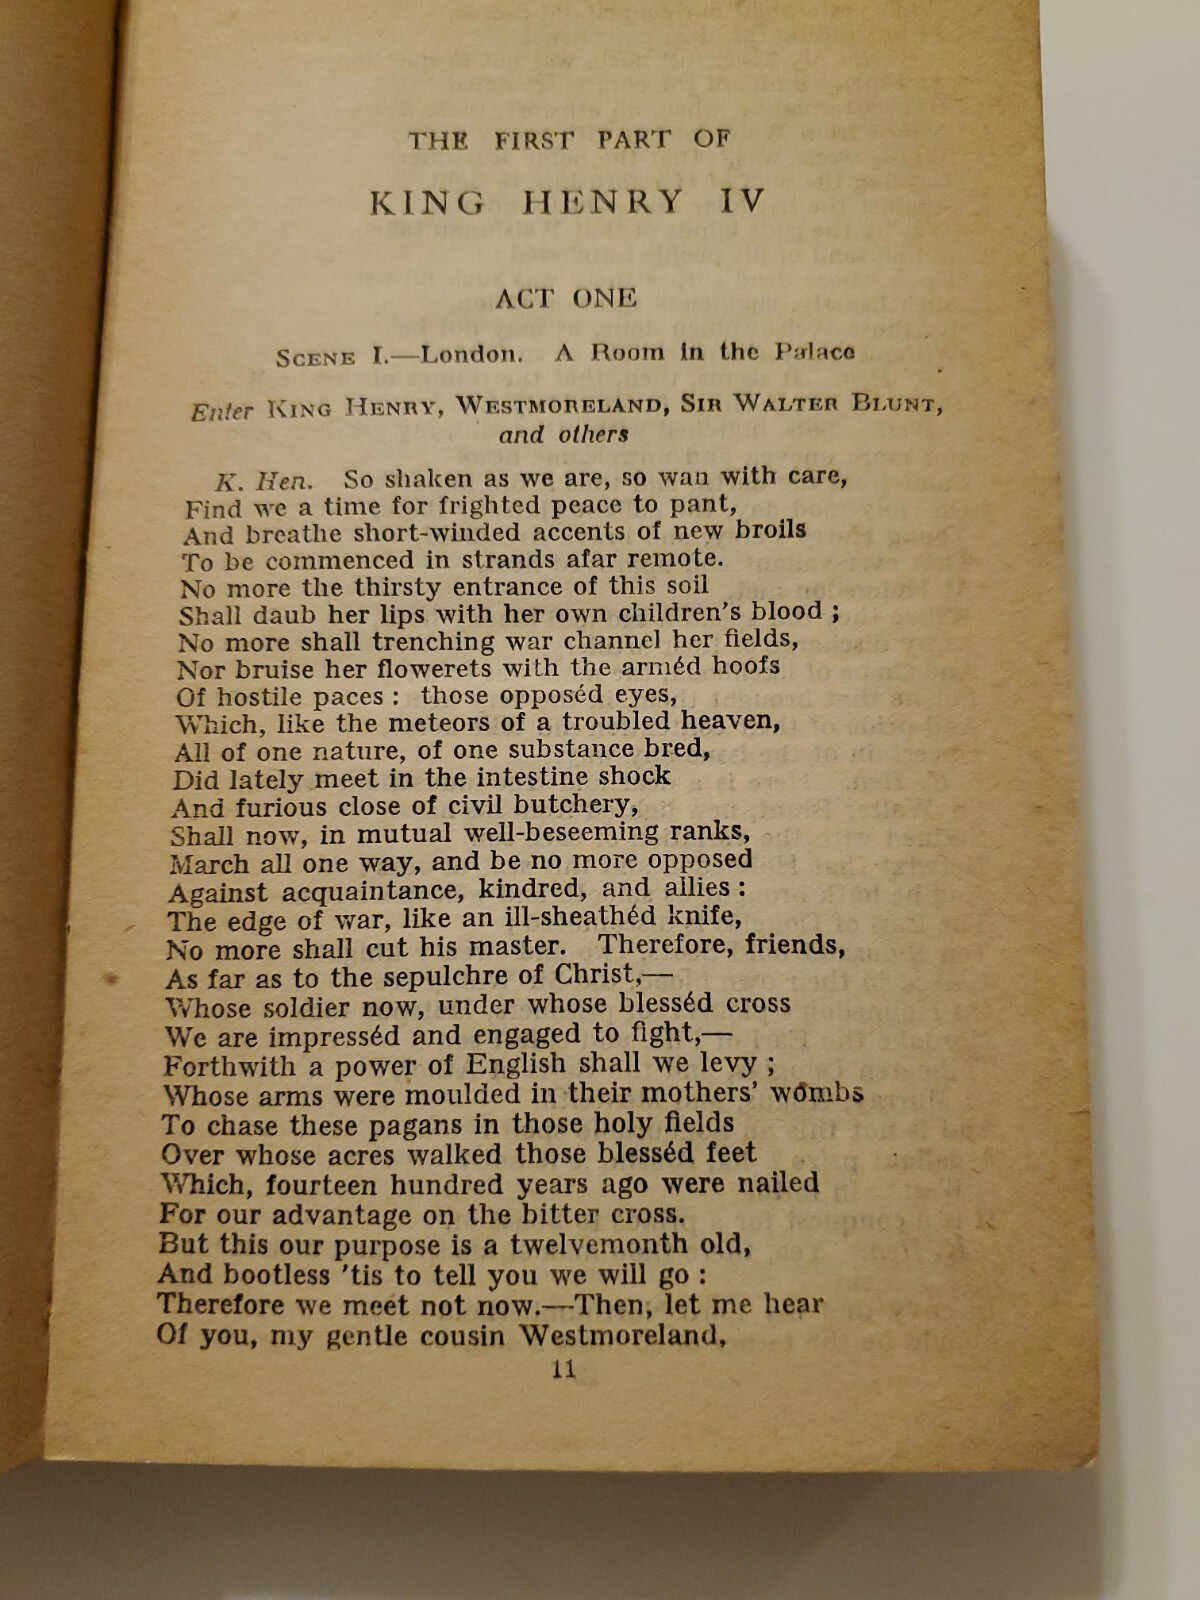 THE FIRST PART OF
KING HENRY IV
ACT ONE
SCENE I.—London. A Room in the Palace
Enter KING HENRY, WESTMORELAND, SIR WALTER BLUNT,
and others
K. Hen. So shaken as we are, so wan with care,
Find we a time for frighted peace to pant,
And breathe short-winded accents of new broils
To be commenced in strands afar remote.
No more the thirsty entrance of this soil
Shall daub her lips with her own children's blood ;
No more shall trenching war channel her fields,
Nor bruise her flowerets with the arméd hoofs
Of hostile paces : those opposéd eyes,
Which, like the meteors of a troubled heaven,
All of one nature, of one substance bred,
Did lately meet in the intestine shock
And furious close of civil butchery,
Shall now, in mutual well-beseeming ranks,
March all one way, and be no more opposed
Against acquaintance, kindred, and allies :
The edge of war, like an ill-sheathéd knife,
No more shall cut his master. Therefore, friends,
As far as to the sepulchre of Christ,—
Whose soldier now, under whose blesséd cross
We are impresséd and engaged to fight,—
Forthwith a power of English shall we levy ;
Whose arms were moulded in their mothers' wombs
To chase these pagans in those holy fields
Over whose acres walked those blesséd feet
Which, fourteen hundred years ago were nailed
For our advantage on the bitter cross.
But this our purpose is a twelvemonth old,
And bootless 'tis to tell you we will go :
Therefore we meet not now.—Then, let me hear
Of you, my gentle cousin Westmoreland,
11